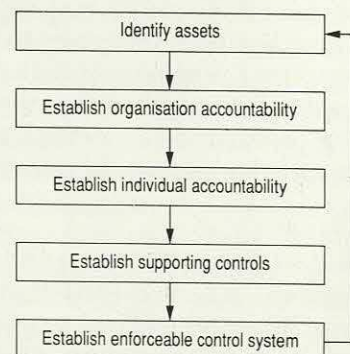 Identify assets
Establish organisation accountability
Establish individual accountability
Establish supporting controls
Establish enforceable control system